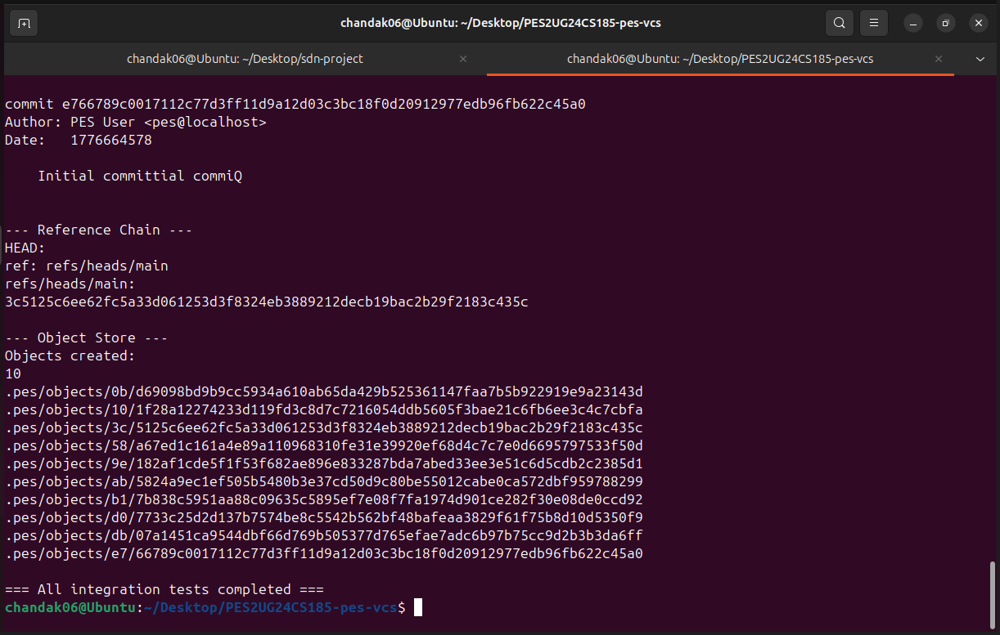 chandak06@Ubuntu: ~/Desktop/PES2UG24CS185-pes-vcs
chandak06@Ubuntu: ~/Desktop/sdn-project
chandak06@Ubuntu: ~/Desktop/PES2UG24CS185-pes-vcs
commit e766789c0017112c77d3ff11d9a12d03c3bc18f0d20912977edb96fb622c45a0
Author: PES User <pes@localhost>
Date:   1776664578
    Initial committial commiQ
--- Reference Chain ---
HEAD:
ref: refs/heads/main
refs/heads/main:
3c5125c6ee62fc5a33d061253d3f8324eb3889212decb19bac2b29f2183c435c
--- Object Store ---
Objects created:
10
.pes/objects/0b/d69098bd9b9cc5934a610ab65da429b525361147faa7b5b922919e9a23143d
.pes/objects/10/1f28a12274233d119fd3c8d7c7216054ddb5605f3bae21c6fb6ee3c4c7cbfa
.pes/objects/3c/5125c6ee62fc5a33d061253d3f8324eb3889212decb19bac2b29f2183c435c
.pes/objects/58/a67ed1c161a4e89a110968310fe31e39920ef68d4c7c7e0d6695797533f50d
.pes/objects/9e/182af1cde5f1f53f682ae896e833287bda7abed33ee3e51c6d5cdb2c2385d1
.pes/objects/ab/5824a9ec1ef505b5480b3e37cd50d9c80be55012cabe0ca572dbf959788299
.pes/objects/b1/7b838c5951aa88c09635c5895ef7e08f7fa1974d901ce282f30e08de0ccd92
.pes/objects/d0/7733c25d2d137b7574be8c5542b562bf48bafeaa3829f61f75b8d10d5350f9
.pes/objects/db/07a1451ca9544dbf66d769b505377d765efae7adc6b97b75cc9d2b3b3da6ff
.pes/objects/e7/66789c0017112c77d3ff11d9a12d03c3bc18f0d20912977edb96fb622c45a0
=== All integration tests completed ===
chandak06@Ubuntu:~/Desktop/PES2UG24CS185-pes-vcs$